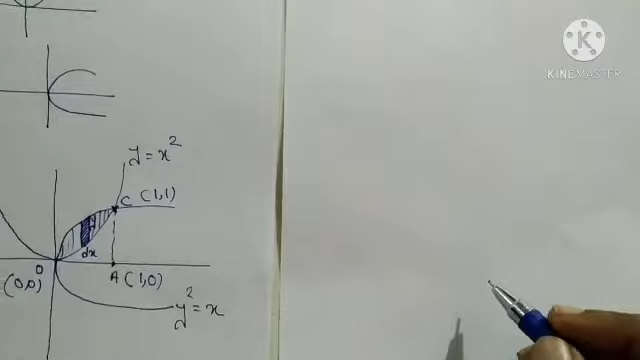 K
KINEMASTER
y = x²
C (1,1)
dx
O
(0,0)
A (1,0)
y² = x